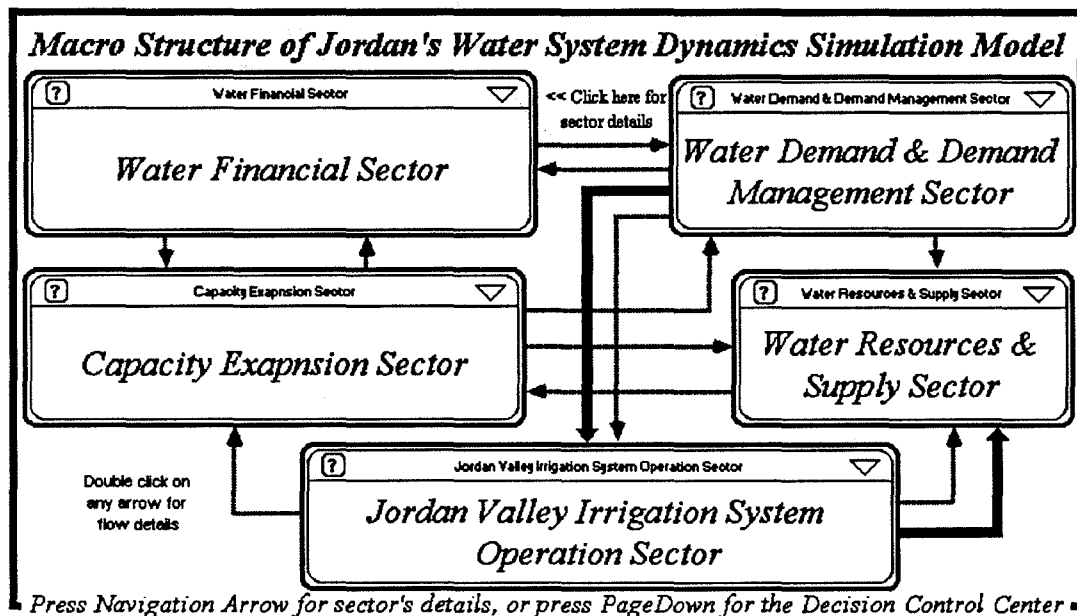 Macro Structure of Jordan's Water System Dynamics Simulation Model
? Water Financial Sector
Water Financial Sector
<< Click here for
sector details
? Water Demand & Demand Management Sector
Water Demand & Demand
Management Sector
? Capacity Exapnsion Sector
Capacity Exapnsion Sector
? Water Resources & Supply Sector
Water Resources &
Supply Sector
Double click on
any arrow for
flow details
? Jordan Valley Irrigation System Operation Sector
Jordan Valley Irrigation System
Operation Sector
Press Navigation Arrow for sector's details, or press PageDown for the Decision Control Center